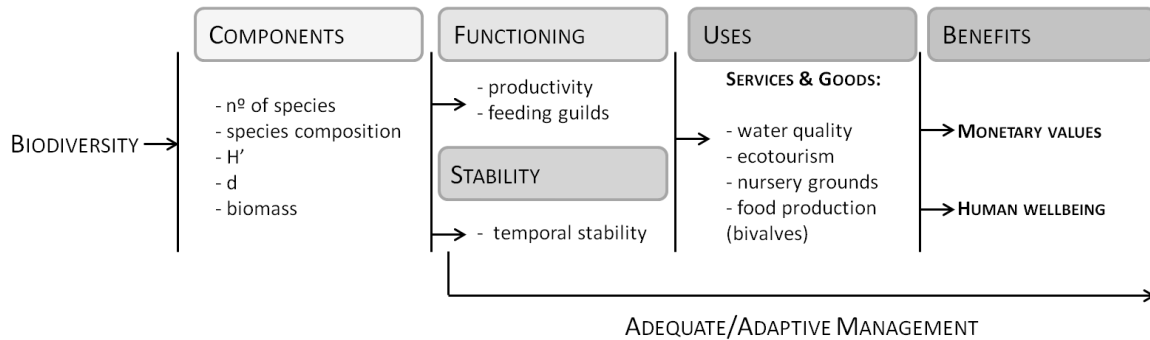 BIODIVERSITY
COMPONENTS
- nº of species
- species composition
- H'
- d
- biomass
FUNCTIONING
- productivity
- feeding guilds
STABILITY
- temporal stability
USES
SERVICES & GOODS:
- water quality
- ecotourism
- nursery grounds
- food production
(bivalves)
BENEFITS
MONETARY VALUES
HUMAN WELLBEING
ADEQUATE/ADAPTIVE MANAGEMENT